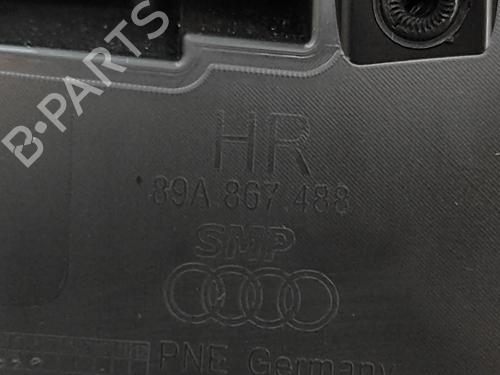 B-PARTS
HR
89A 867 488
SMP
PNE Germany